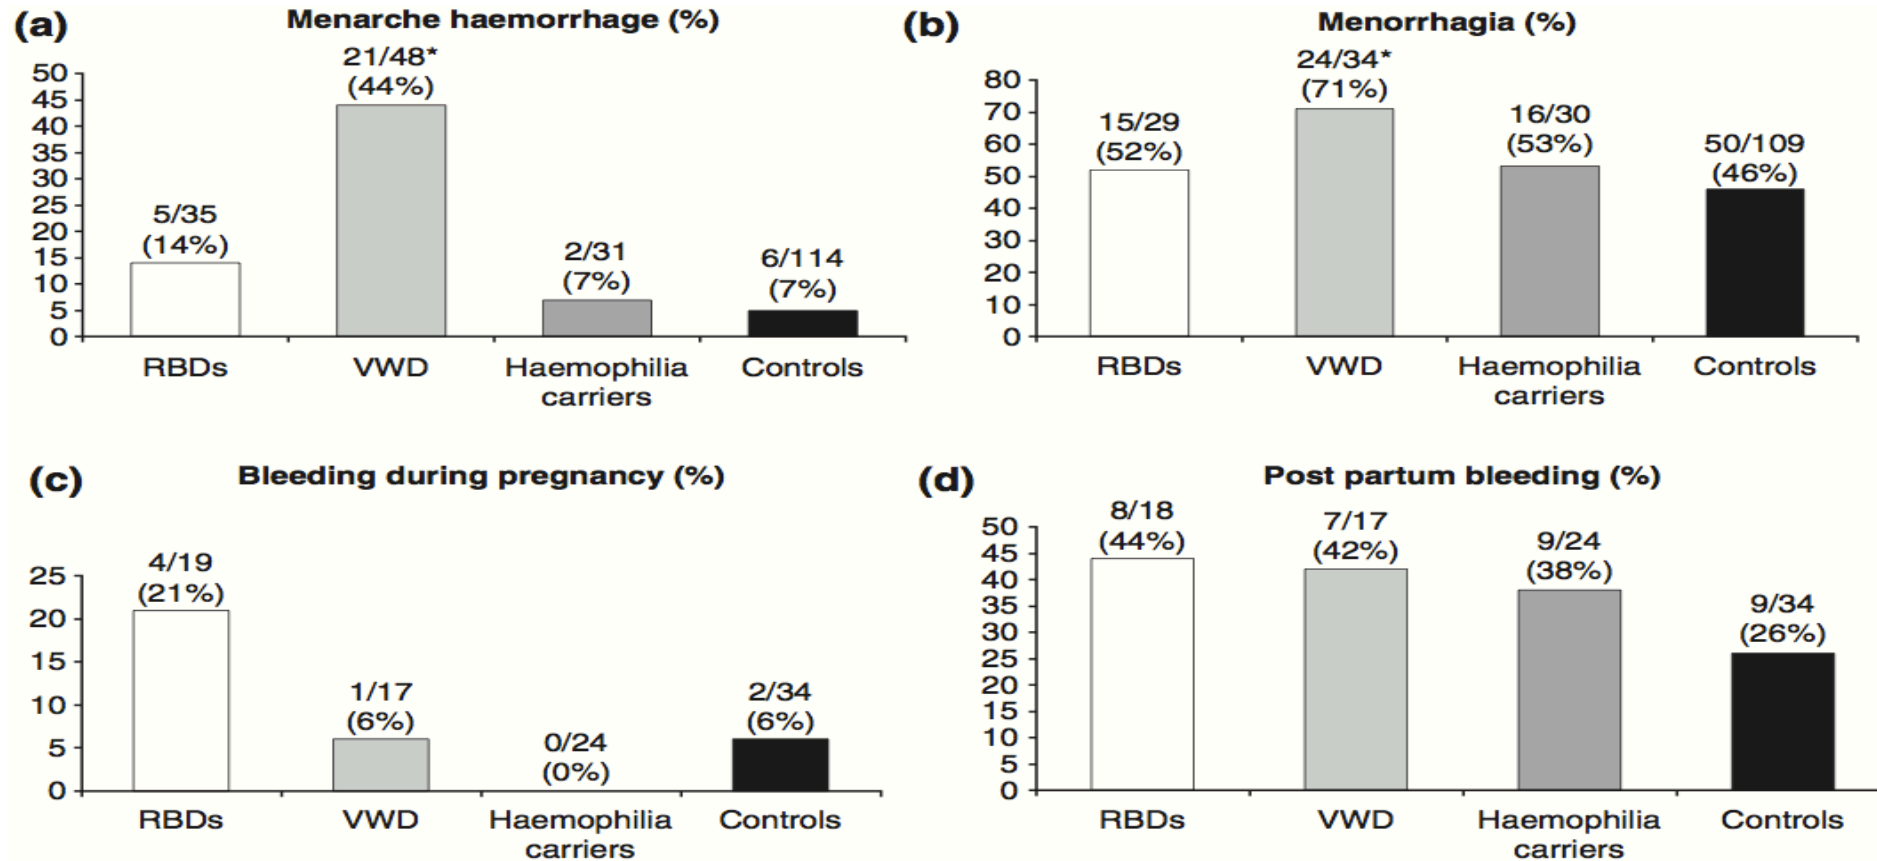 (a)
Menarche haemorrhage (%)
21/48*
(44%)
5/35
(14%)
2/31
(7%)
6/114
(7%)
50
45
40
35
30
25
20
15
10
5
0
RBDs
VWD
Haemophilia
carriers
Controls
(b)
Menorrhagia (%)
24/34*
(71%)
15/29
(52%)
16/30
(53%)
50/109
(46%)
80
70
60
50
40
30
20
10
0
RBDs
VWD
Haemophilia
carriers
Controls
(c)
Bleeding during pregnancy (%)
4/19
(21%)
1/17
(6%)
0/24
(0%)
2/34
(6%)
25
20
15
10
5
0
RBDs
VWD
Haemophilia
carriers
Controls
(d)
Post partum bleeding (%)
8/18
(44%)
7/17
(42%)
9/24
(38%)
9/34
(26%)
50
45
40
35
30
25
20
15
10
5
0
RBDs
VWD
Haemophilia
carriers
Controls